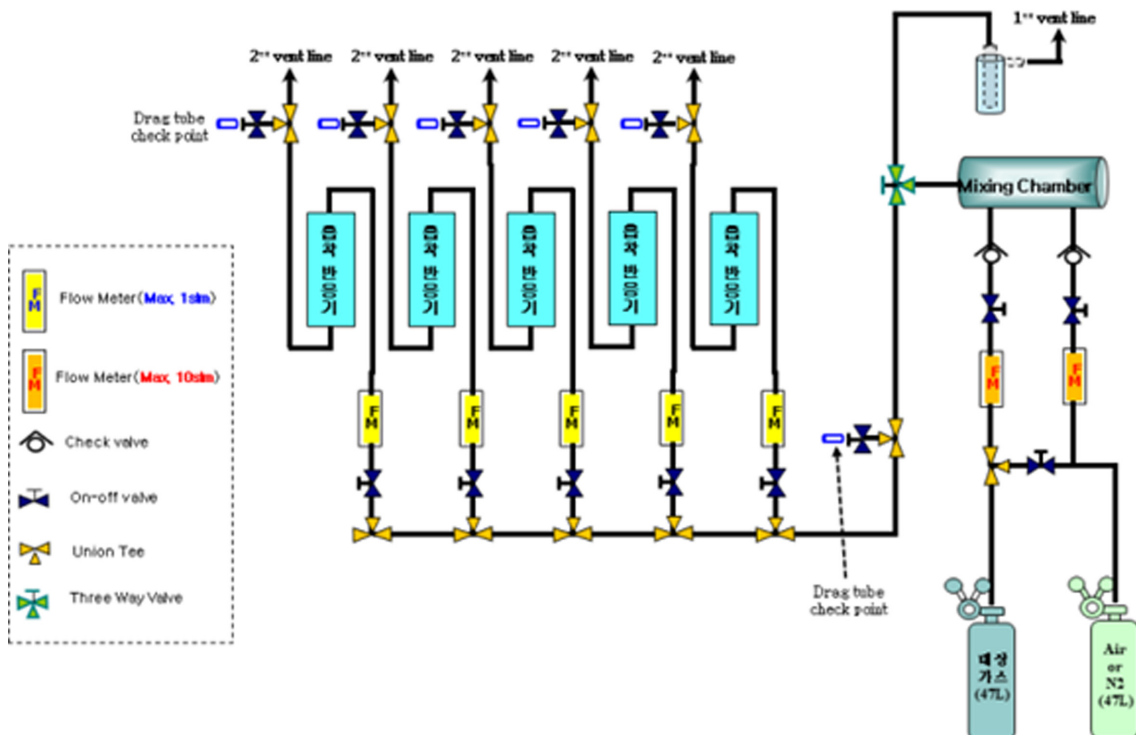 1ˢᵗ vent line
2ⁿᵈ vent line
2ⁿᵈ vent line
2ⁿᵈ vent line
2ⁿᵈ vent line
2ⁿᵈ vent line
Drag tube
check point
Mixing Chamber
흡착 반응기
흡착 반응기
흡착 반응기
흡착 반응기
흡착 반응기
FM
Flow Meter(Max, 1slm)
FM
Flow Meter(Max, 10slm)
Check valve
On-off valve
Union Tee
Three Way Valve
FM
FM
FM
FM
FM
FM
FM
Drag tube
check point
대상
가스
(47L)
Air
or
N2
(47L)